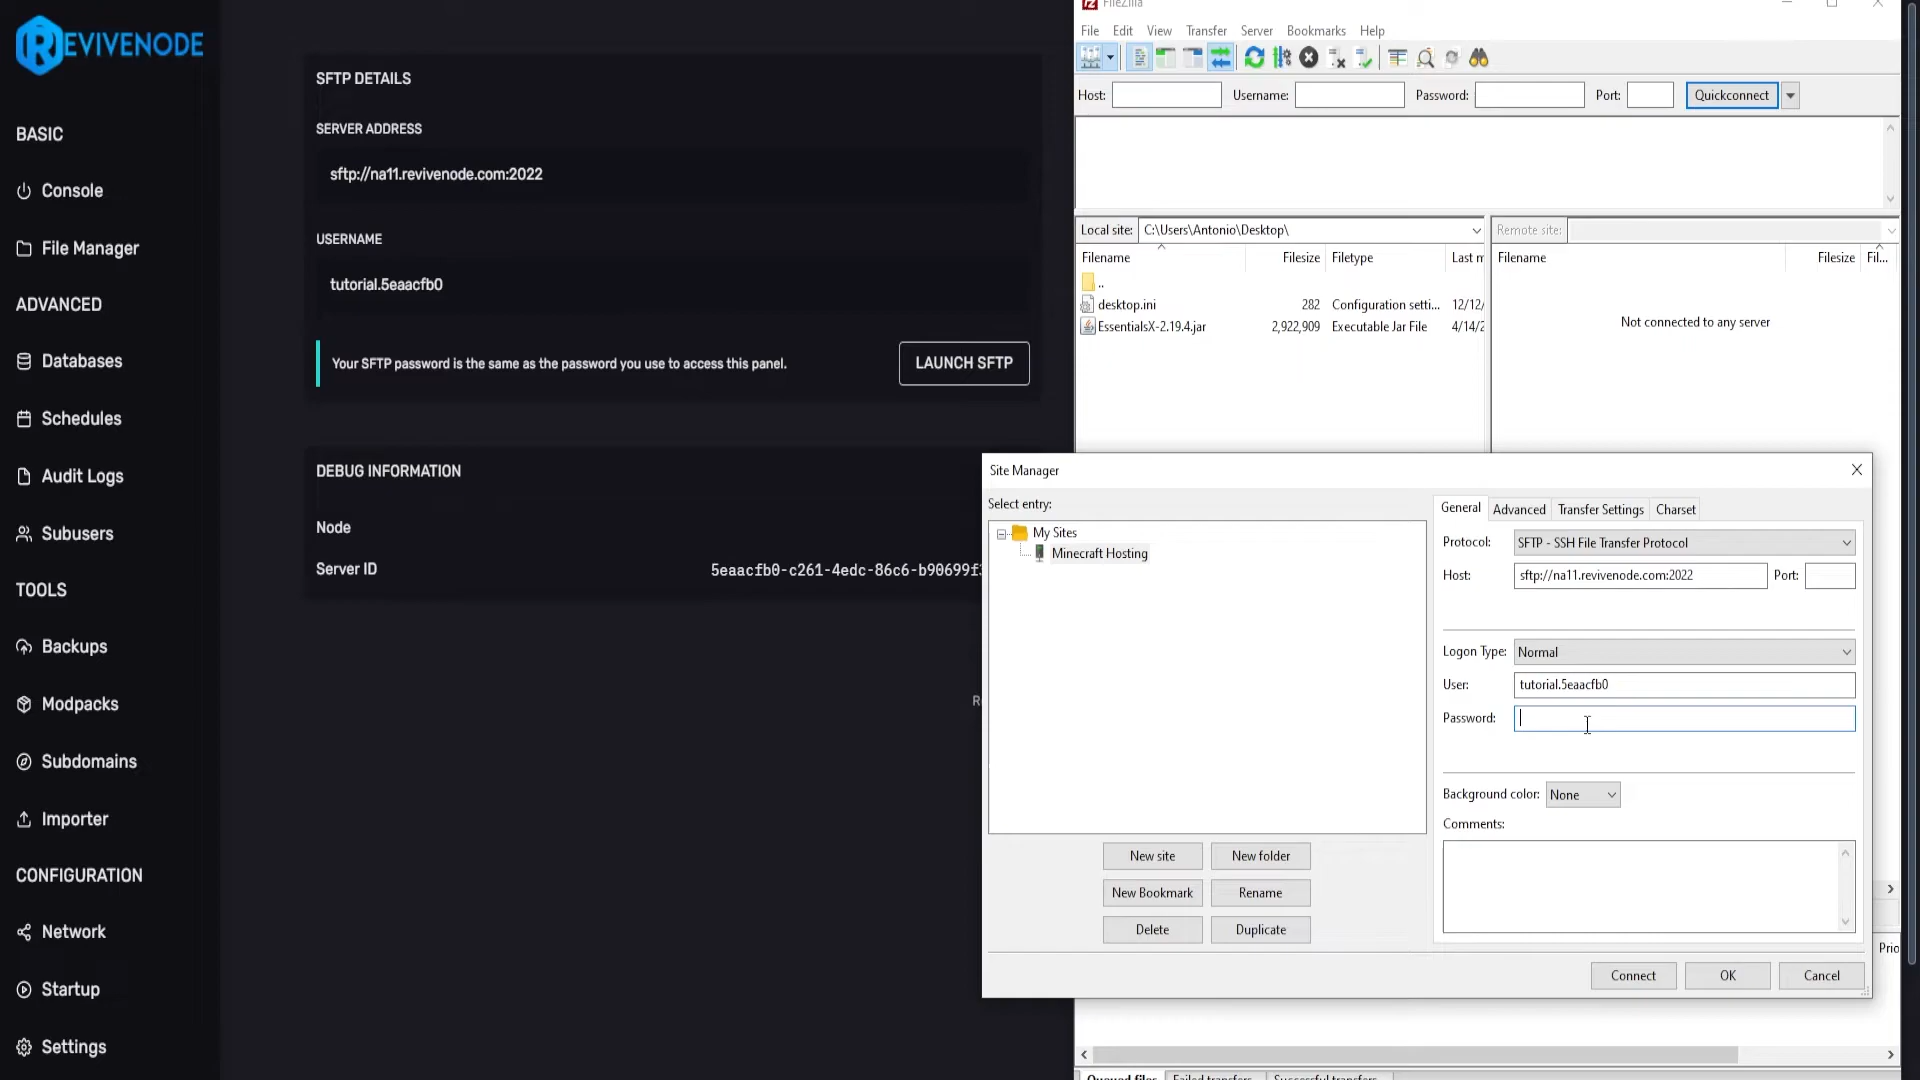 REVIVENODE
BASIC
Console
File Manager
ADVANCED
Databases
Schedules
Audit Logs
Subusers
TOOLS
Backups
Modpacks
Subdomains
Importer
CONFIGURATION
Network
Startup
Settings
SFTP DETAILS
SERVER ADDRESS
sftp://na11.revivenode.com:2022
USERNAME
tutorial.5eaacfb0
Your SFTP password is the same as the password you use to access this panel.
LAUNCH SFTP
DEBUG INFORMATION
Node
Server ID
5eaacfb0-c261-4edc-86c6-b90699f
FileZilla
File Edit View Transfer Server Bookmarks Help
Host: Username: Password: Port: Quickconnect
Local site: C:\Users\Antonio\Desktop\
Filename Filesize Filetype Last m
..
desktop.ini 282 Configuration setti... 12/12/
EssentialsX-2.19.4.jar 2,922,909 Executable Jar File 4/14/2
Remote site:
Filename Filesize Fil...
Not connected to any server
Site Manager
Select entry:
My Sites
Minecraft Hosting
New site New folder
New Bookmark Rename
Delete Duplicate
General Advanced Transfer Settings Charset
Protocol: SFTP - SSH File Transfer Protocol
Host: sftp://na11.revivenode.com:2022 Port:
Logon Type: Normal
User: tutorial.5eaacfb0
Password:
Background color: None
Comments:
Connect OK Cancel
Prio
Queued files Failed transfers Successful transfers